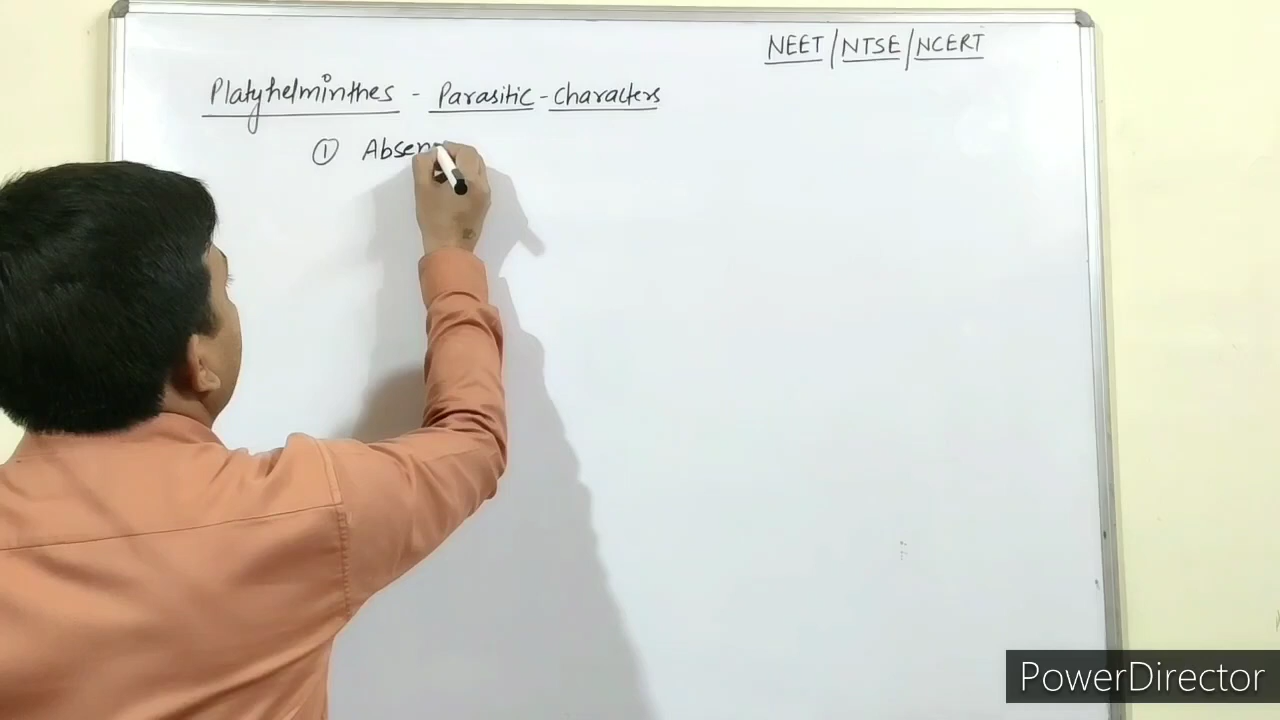 NEET / NTSE / NCERT
Platyhelminthes - Parasitic - Characters
① Absen
PowerDirector